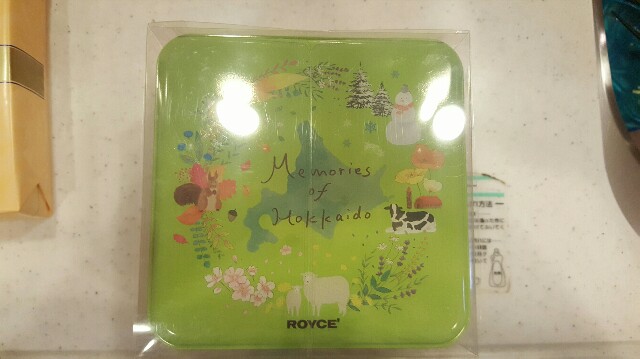 Memories
of
Hokkaido
ROYCE'